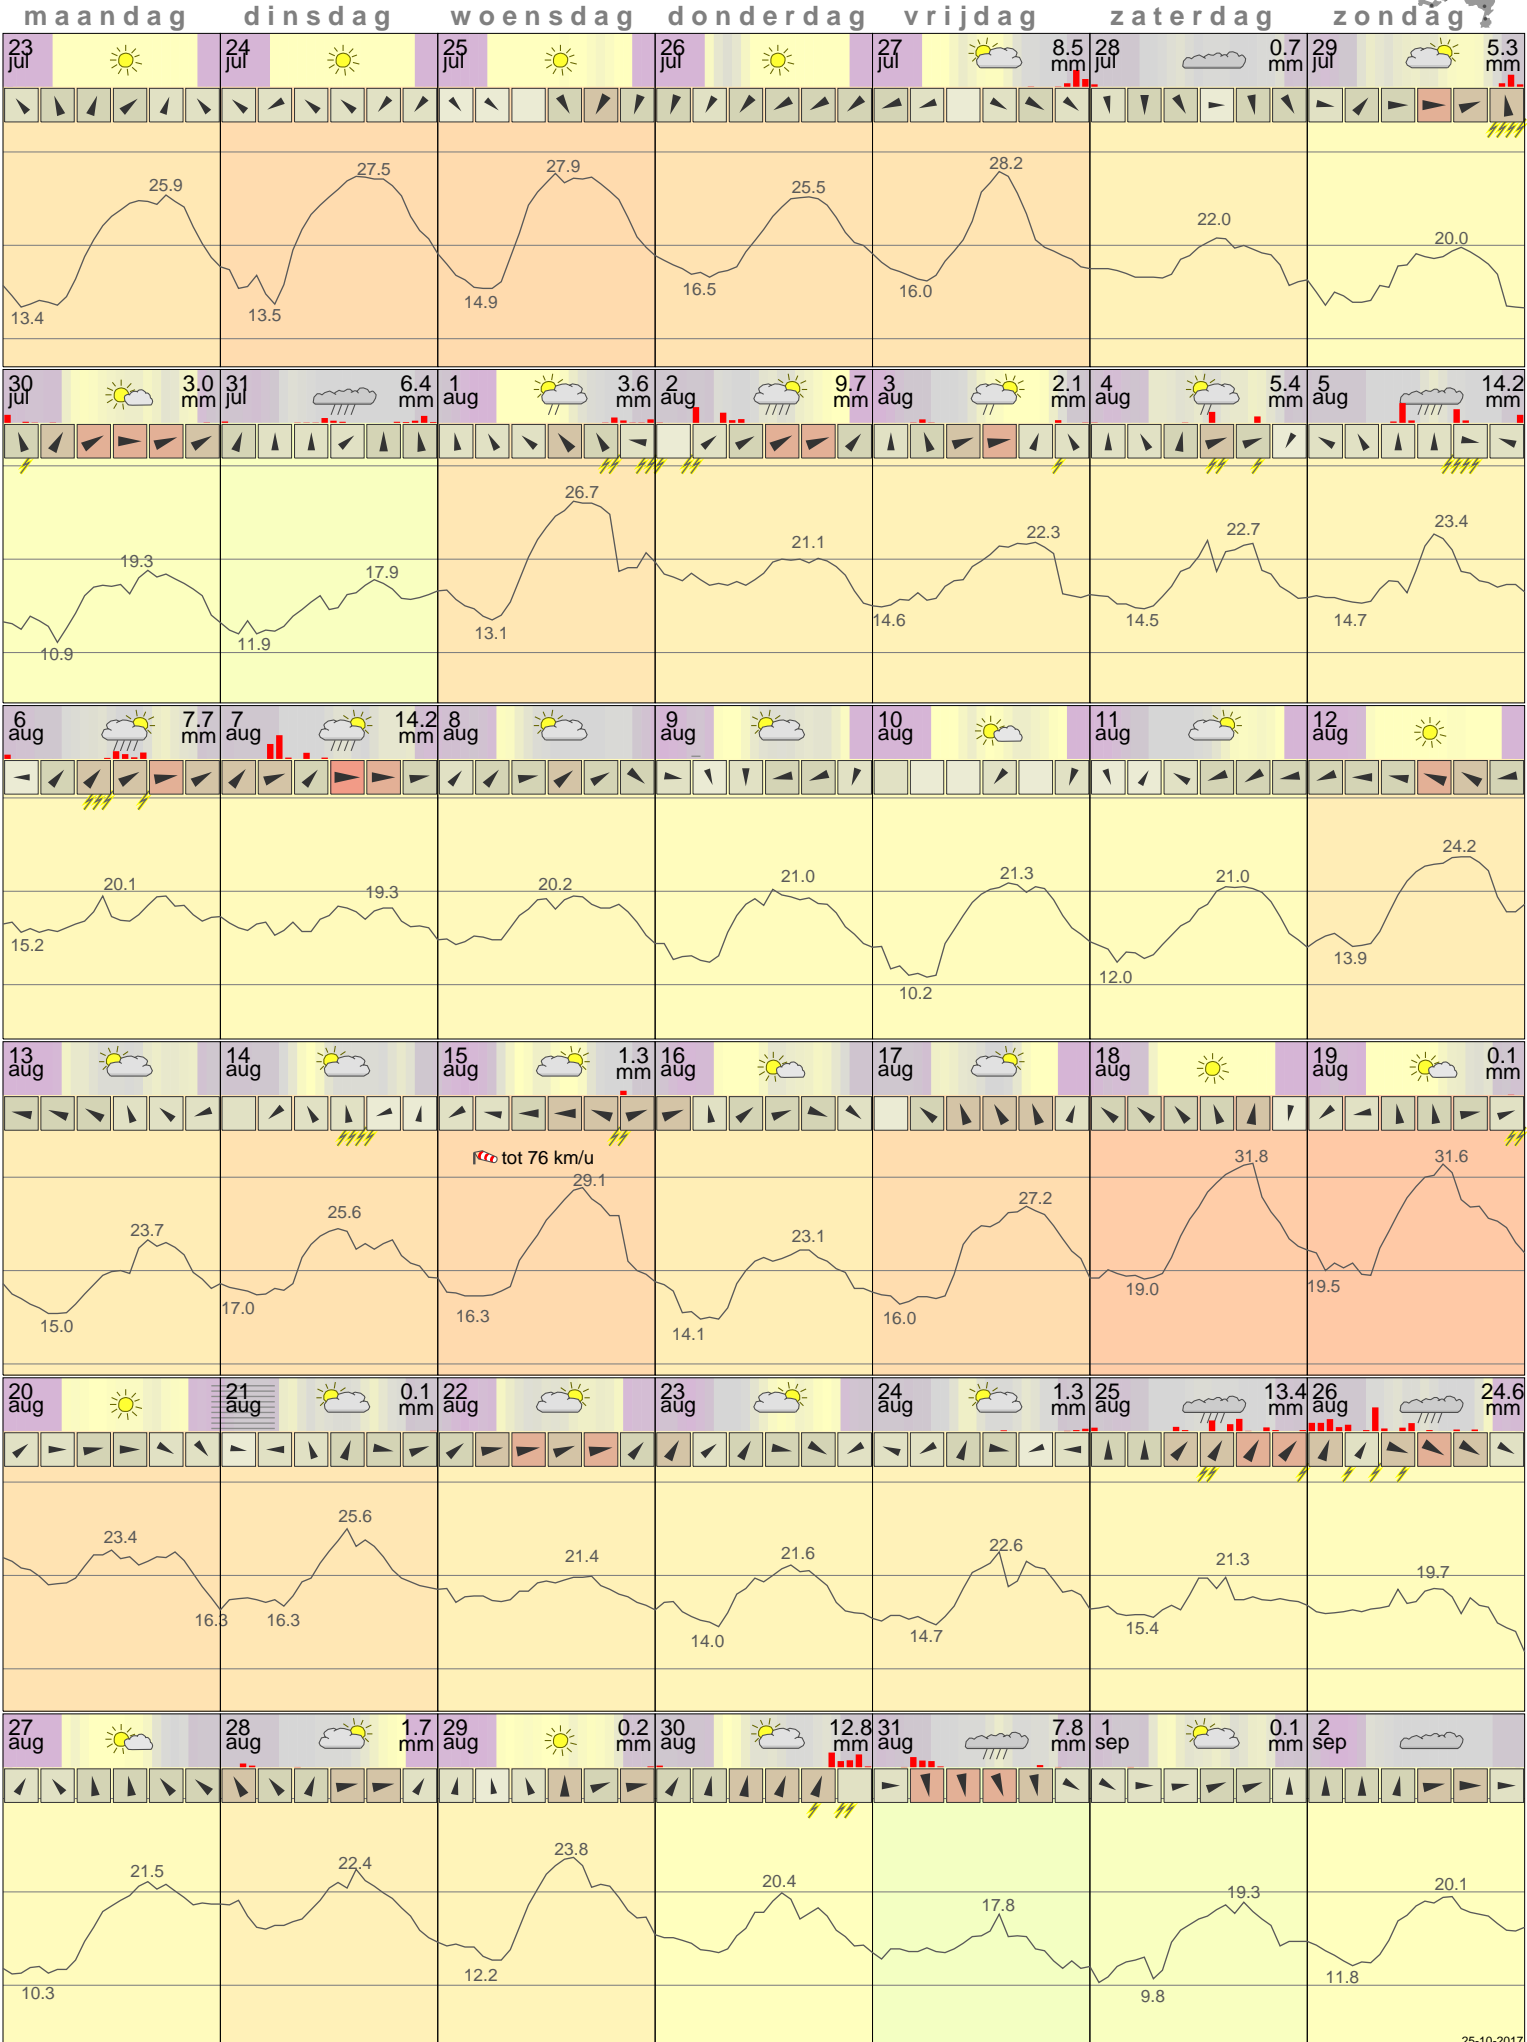 maandag dinsdag woensdag donderdag vrijdag zaterdag zondag
23 24 25 26 27 8.5 28 0.7 29 5.3
jul jul jul jul jul mm jul mm jul mm
25.9 27.5 27.9 25.5 28.2 22.0 20.0
13.4 13.5 14.9 16.5 16.0
30 3.0 31 6.4 1 3.6 2 9.7 3 2.1 4 5.4 5 14.2
jul mm jul mm aug mm aug mm aug mm aug mm aug mm
19.3 17.9 26.7 21.1 22.3 22.7 23.4
10.9 11.9 13.1 14.6 14.5 14.7
6 7.7 7 14.2 8 9 10 11 12
aug mm aug mm aug aug aug aug aug
20.1 19.3 20.2 21.0 21.3 21.0 24.2
15.2 10.2 12.0 13.9
13 14 15 1.3 16 17 18 19 0.1
aug aug aug mm aug aug aug aug mm
tot 76 km/u
23.7 25.6 29.1 23.1 27.2 31.8 31.6
15.0 17.0 16.3 14.1 16.0 19.0 19.5
20 21 0.1 22 23 24 1.3 25 13.4 26 24.6
aug aug mm aug aug aug mm aug mm aug mm
23.4 25.6 21.4 21.6 22.6 21.3 19.7
16.3 16.3 14.0 14.7 15.4
27 28 1.7 29 0.2 30 12.8 31 7.8 1 0.1 2
aug aug mm aug mm aug mm aug mm sep mm sep
21.5 22.4 23.8 20.4 17.8 19.3 20.1
10.3 12.2 9.8 11.8
25-10-2017